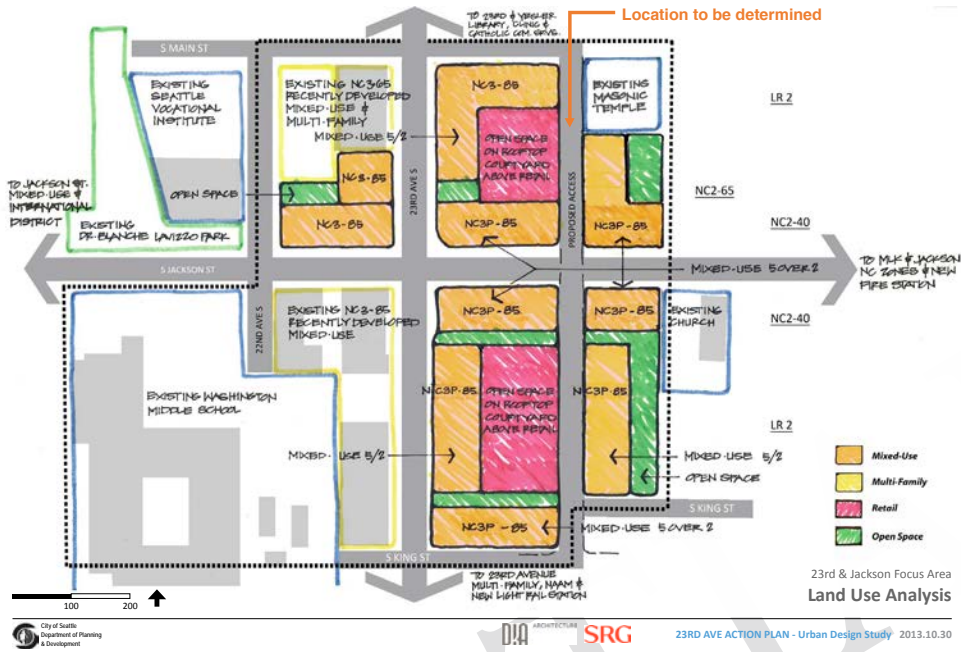 TO 23RD & YESLER
LIBRARY, CLINIC &
CATHOLIC COM. SRVC.
Location to be determined
S MAIN ST
EXISTING
SEATTLE
VOCATIONAL
INSTITUTE
EXISTING NC3-65
RECENTLY DEVELOPED
MIXED-USE &
MULTI-FAMILY
MIXED-USE 5/2
NC3-85
OPEN SPACE
ON ROOFTOP
COURTYARD
ABOVE RETAIL
EXISTING
MASONIC
TEMPLE
LR 2
TO JACKSON ST.
MIXED-USE &
INTERNATIONAL
DISTRICT
OPEN SPACE
NC3-85
NC3-85
23RD AVE S
PROPOSED ACCESS
NC2-65
NC2-40
EXISTING
DR. BLANCHE LAVIZZO PARK
NC3P-85
NC3P-85
S JACKSON ST
MIXED-USE 5 OVER 2
TO MLK & JACKSON
NC ZONES & NEW
FIRE STATION
22ND AVE S
EXISTING NC3-85
RECENTLY DEVELOPED
MIXED-USE
NC3P-85
NC3P-85
EXISTING
CHURCH
NC2-40
EXISTING WASHINGTON
MIDDLE SCHOOL
NC3P-85
OPEN SPACE
ON ROOFTOP
COURTYARD
ABOVE RETAIL
NC3P-85
LR 2
MIXED-USE 5/2
MIXED-USE 5/2
OPEN SPACE
Mixed-Use
Multi-Family
Retail
Open Space
S KING ST
NC3P-85
MIXED-USE 5 OVER 2
S KING ST
TO 23RD AVENUE
MULTI-FAMILY, NAAM &
NEW LIGHT RAIL STATION
23rd & Jackson Focus Area
Land Use Analysis
100 200
City of Seattle
Department of Planning
& Development
D!A ARCHITECTURE
SRG
23RD AVE ACTION PLAN - Urban Design Study 2013.10.30